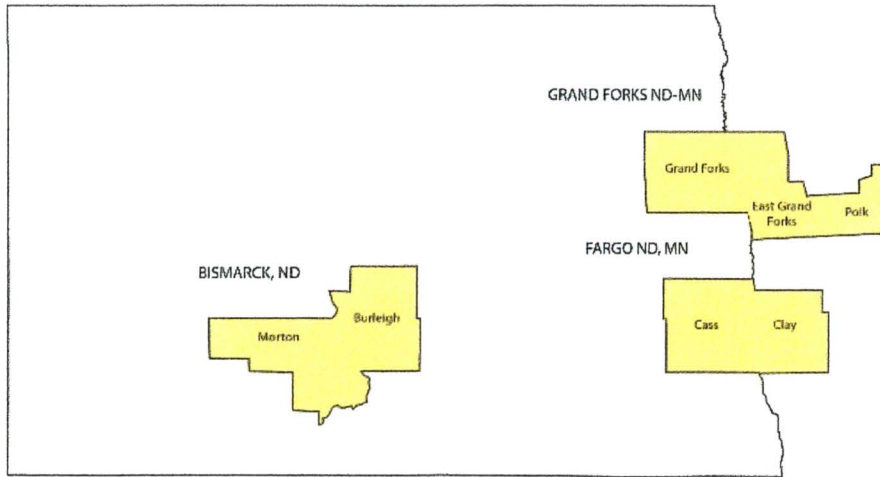 GRAND FORKS ND-MN
Grand Forks
East Grand
Forks
Polk
FARGO ND, MN
BISMARCK, ND
Burleigh
Morton
Cass
Clay